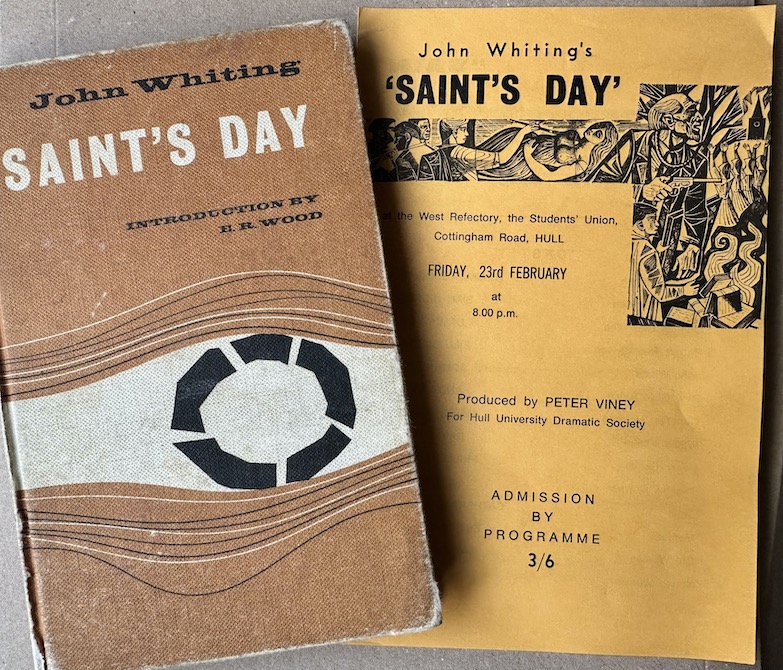 John Whiting
SAINT'S DAY
INTRODUCTION BY
E. R. WOOD
John Whiting's
'SAINT'S DAY'
at the West Refectory, the Students' Union,
Cottingham Road, HULL
FRIDAY, 23rd FEBRUARY
at
8.00 p.m.
Produced by PETER VINEY
For Hull University Dramatic Society
ADMISSION
BY
PROGRAMME
3/6